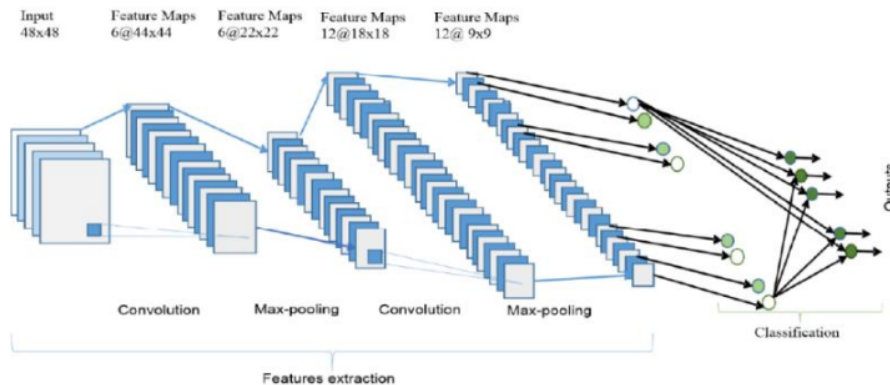 Input
48x48
Feature Maps
6@44x44
Feature Maps
6@22x22
Feature Maps
12@18x18
Feature Maps
12@ 9x9
Outputs
Convolution
Max-pooling
Convolution
Max-pooling
Classification
Features extraction